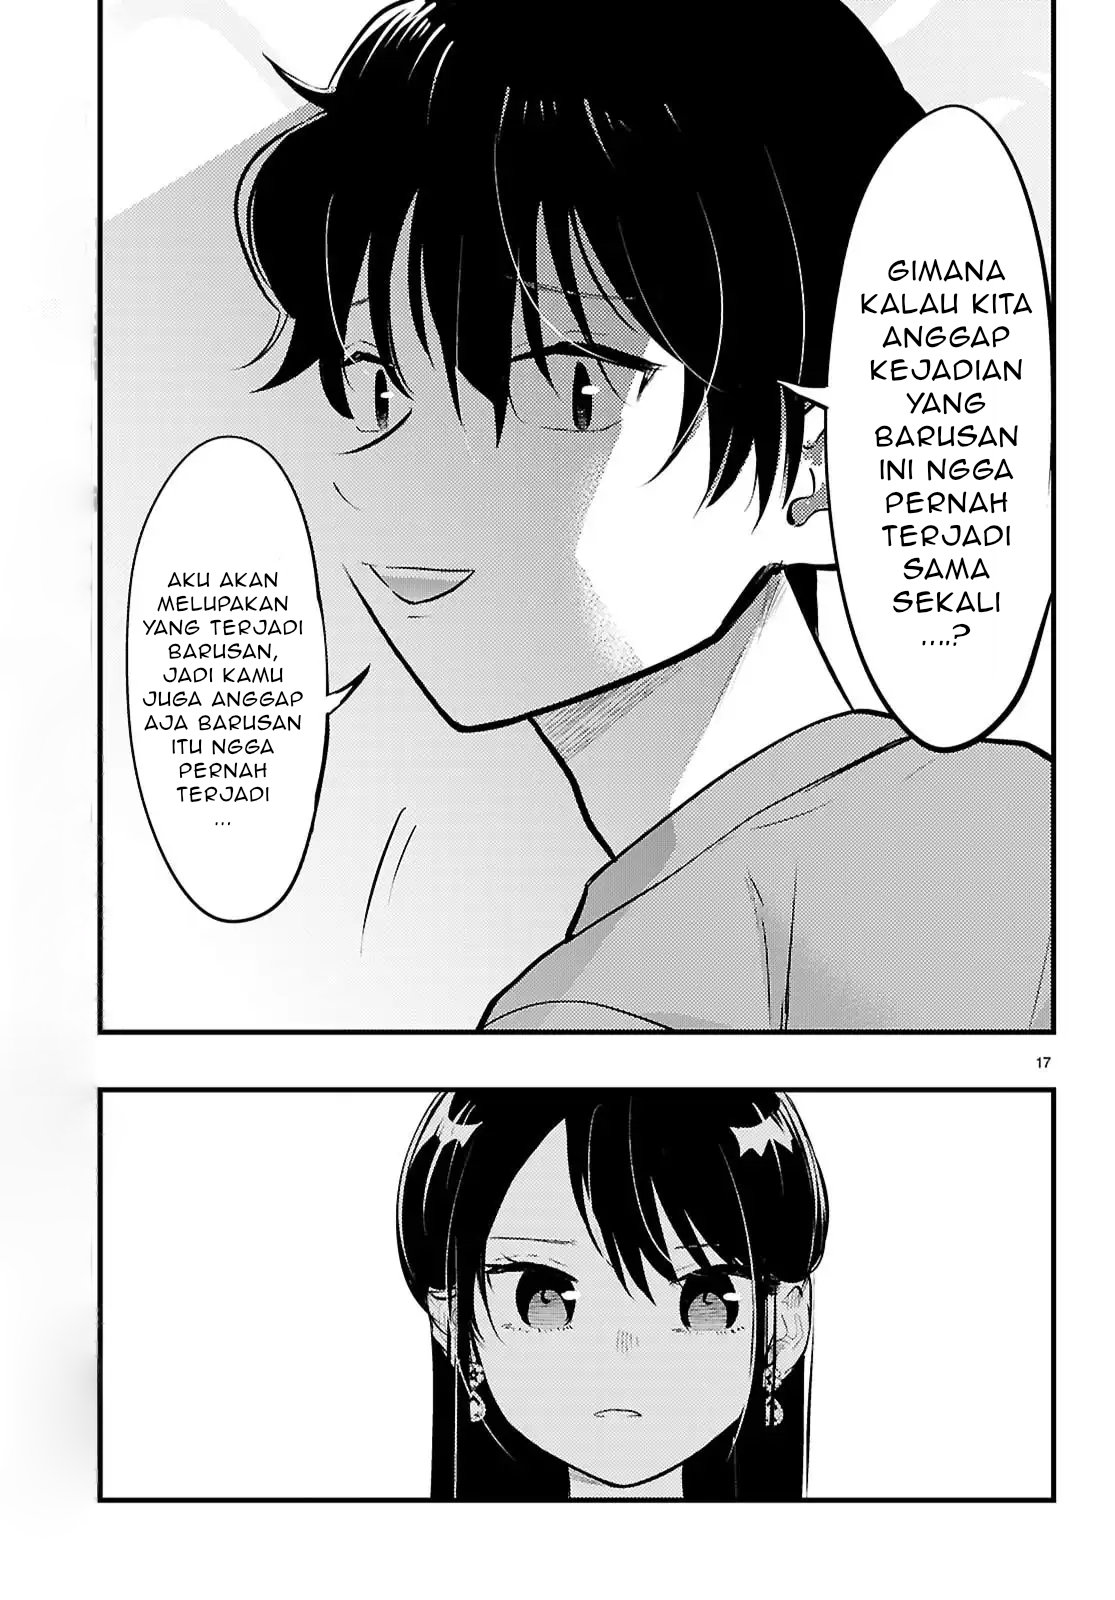 GIMANA
KALAU KITA
ANGGAP
KEJADIAN
YANG
BARUSAN
INI NGGA
PERNAH
TERJADI
SAMA
SEKALI
....?
AKU AKAN
MELUPAKAN
YANG TERJADI
BARUSAN,
JADI KAMU
JUGA ANGGAP
AJA BARUSAN
ITU NGGA
PERNAH
TERJADI
...
17